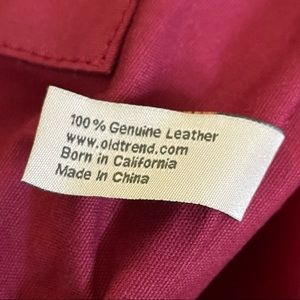 100% Genuine Leather
www.oldtrend.com
Born in California
Made In China